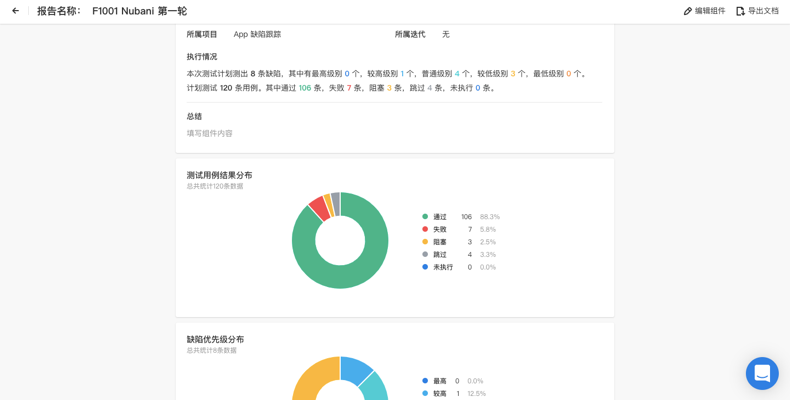 报告名称： F1001 Nubani 第一轮
编辑组件 导出文档
所属项目 App 缺陷跟踪 所属迭代 无
执行情况
本次测试计划测出 8 条缺陷，其中有最高级别 0 个，较高级别 1 个，普通级别 4 个，较低级别 3 个，最低级别 0 个。
计划测试 120 条用例。其中通过 106 条，失败 7 条，阻塞 3 条，跳过 4 条，未执行 0 条。
总结
填写组件内容
测试用例结果分布
总共统计120条数据
通过 106 88.3%
失败 7 5.8%
阻塞 3 2.5%
跳过 4 3.3%
未执行 0 0.0%
缺陷优先级分布
总共统计8条数据
最高 0 0.0%
较高 1 12.5%